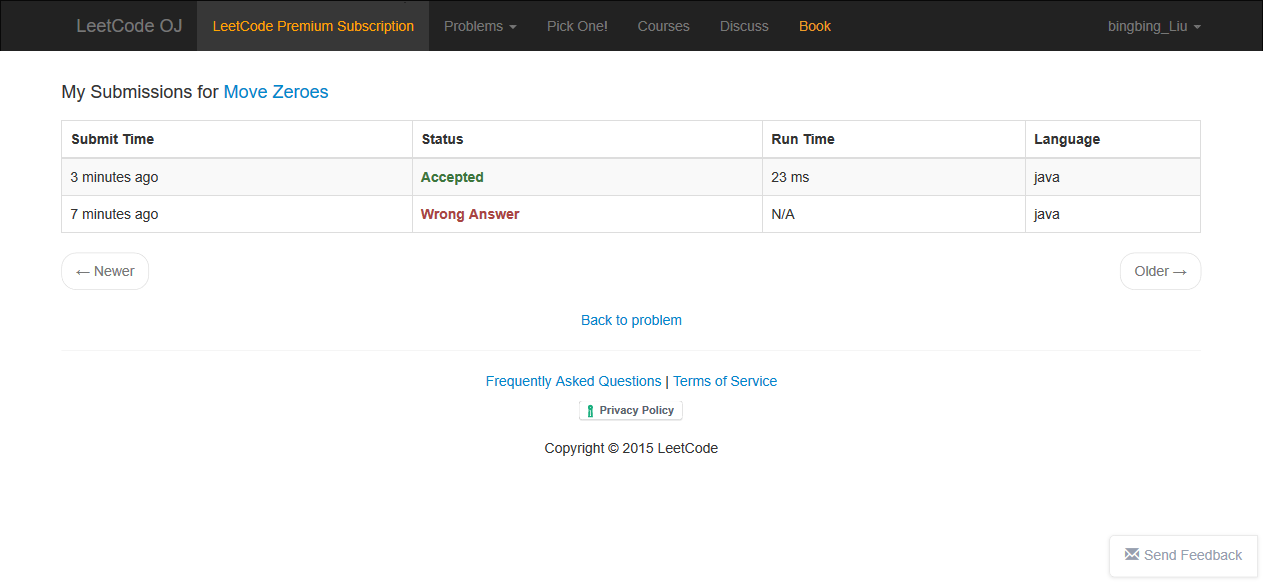 LeetCode OJ LeetCode Premium Subscription Problems Pick One! Courses Discuss Book bingbing_Liu
My Submissions for Move Zeroes
Submit Time Status Run Time Language
3 minutes ago Accepted 23 ms java
7 minutes ago Wrong Answer N/A java
← Newer Older →
Back to problem
Frequently Asked Questions | Terms of Service
Privacy Policy
Copyright © 2015 LeetCode
Send Feedback